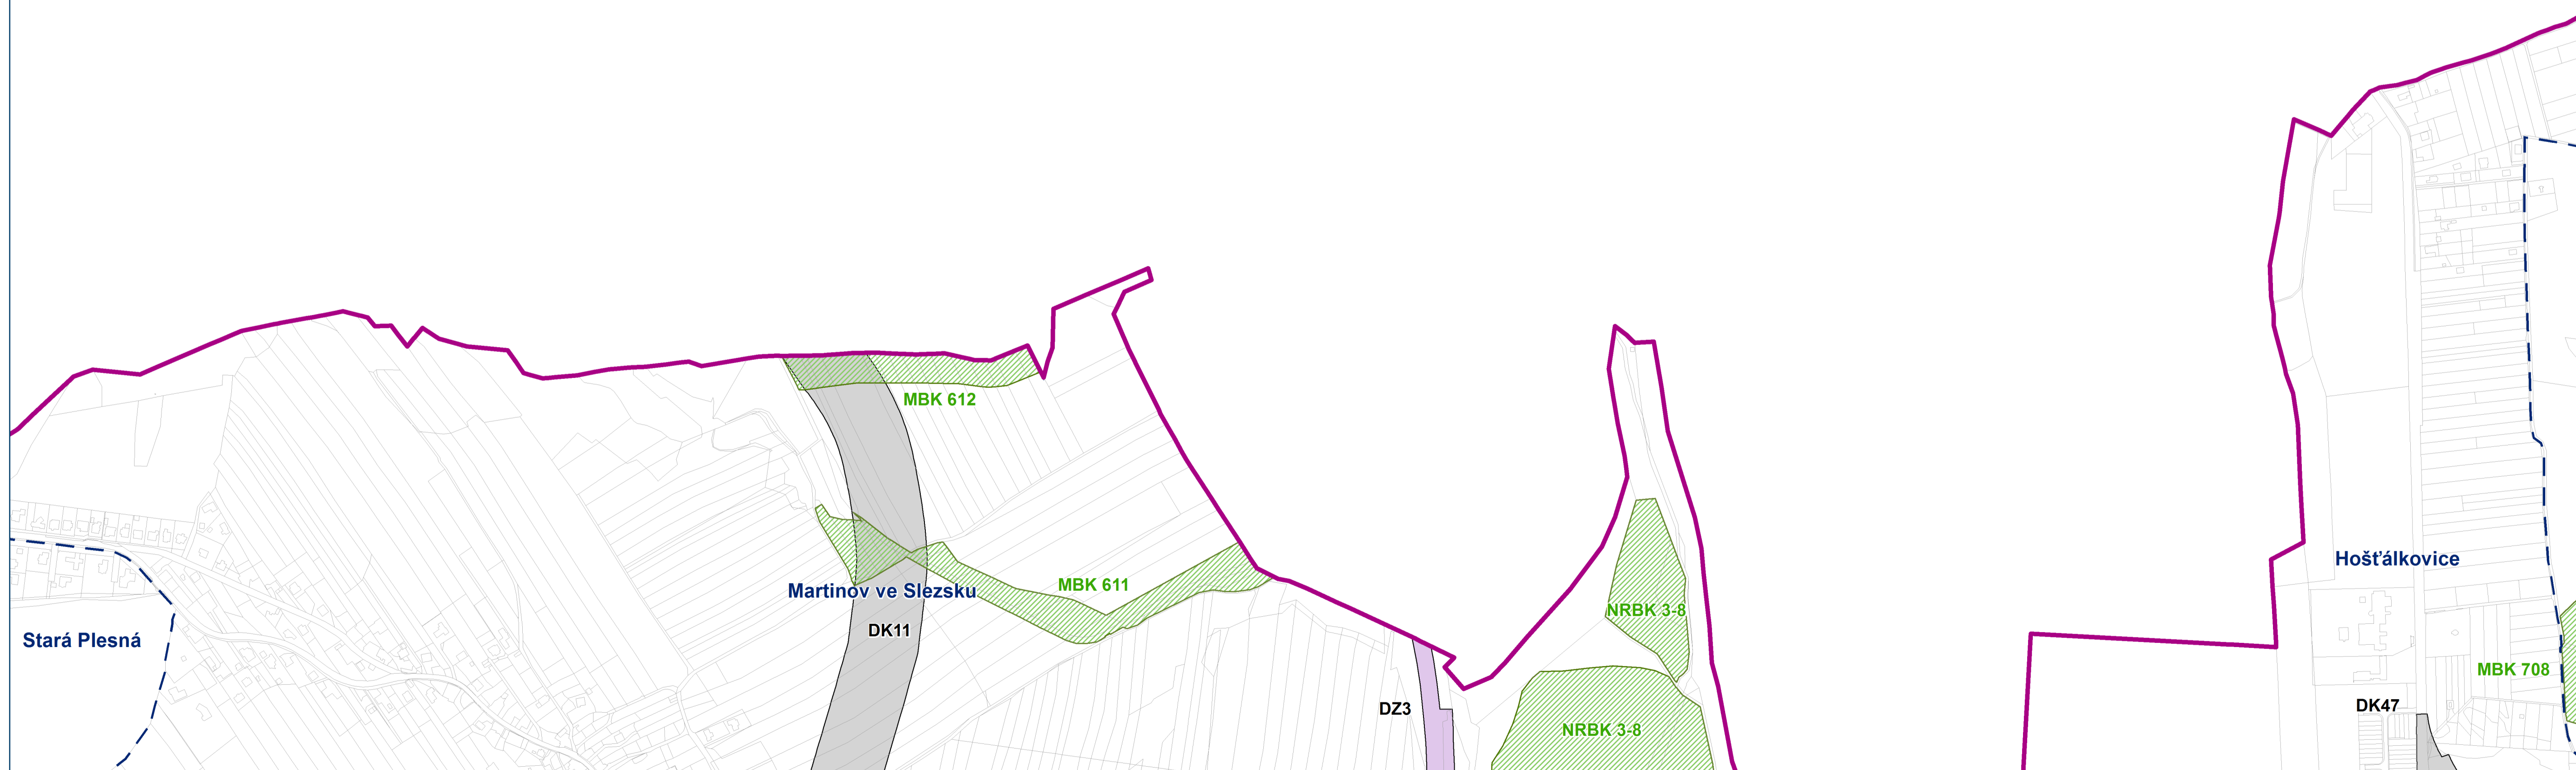 MBK 612
Hošťálkovice
MBK 611
Martinov ve Slezsku
NRBK 3-8
DK11
Stará Plesná
MBK 708
DK47
DZ3
NRBK 3-8